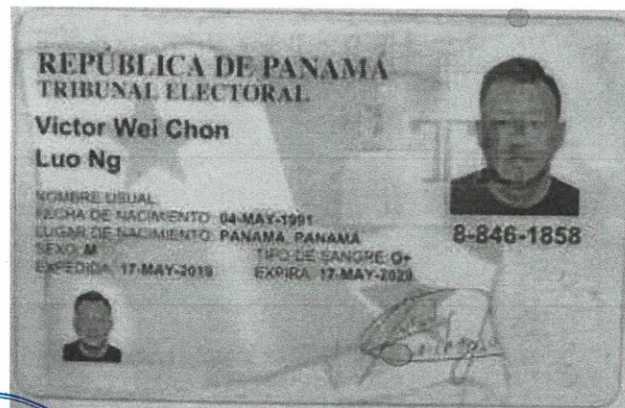 REPÚBLICA DE PANAMÁ
TRIBUNAL ELECTORAL
Victor Wei Chon
Luo Ng
NOMBRE USUAL:
FECHA DE NACIMIENTO: 04-MAY-1991
LUGAR DE NACIMIENTO: PANAMA, PANAMA
SEXO: M TIPO DE SANGRE: O+
EXPEDIDA: 17-MAY-2019 EXPIRA: 17-MAY-2029
8-846-1858